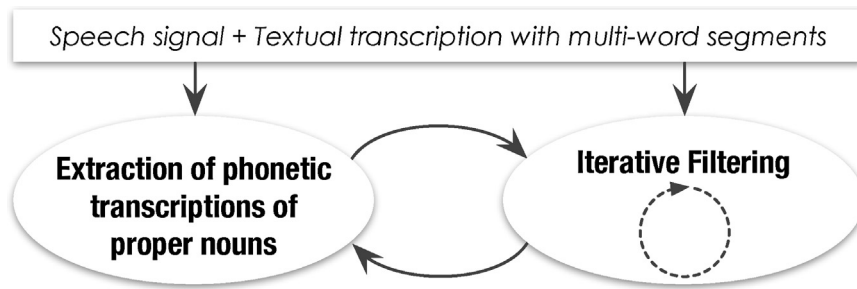 Speech signal + Textual transcription with multi-word segments
Extraction of phonetic
transcriptions of
proper nouns
Iterative Filtering